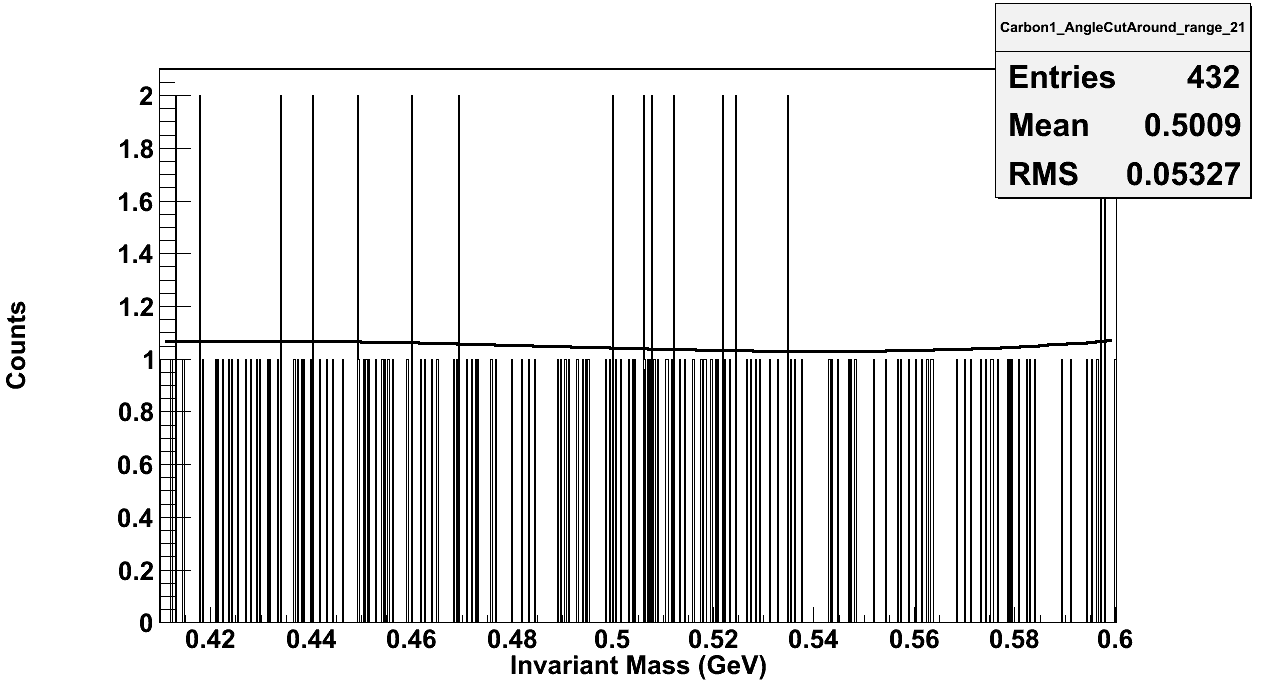 Carbon1_AngleCutAround_range_21
Entries 432
Mean 0.5009
RMS 0.05327
2
1.8
1.6
1.4
1.2
1
0.8
0.6
0.4
0.2
0
Counts
0.42 0.44 0.46 0.48 0.5 0.52 0.54 0.56 0.58 0.6
Invariant Mass (GeV)